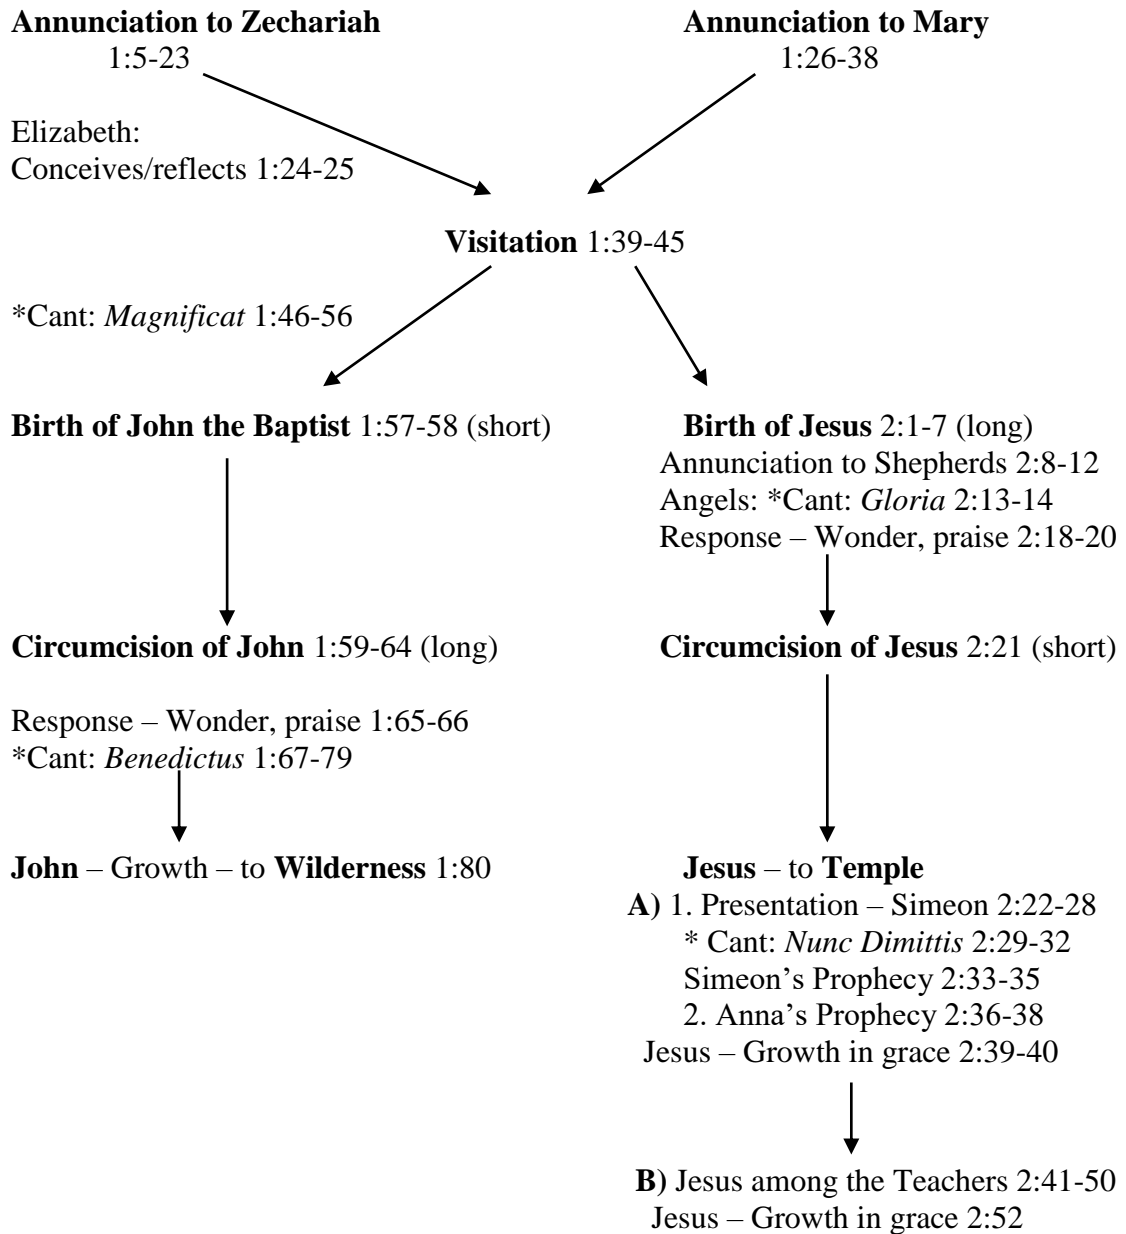 Annunciation to Zechariah
1:5-23
Annunciation to Mary
1:26-38
Elizabeth:
Conceives/reflects 1:24-25
Visitation 1:39-45
*Cant: Magnificat 1:46-56
Birth of John the Baptist 1:57-58 (short)
Birth of Jesus 2:1-7 (long)
Annunciation to Shepherds 2:8-12
Angels: *Cant: Gloria 2:13-14
Response – Wonder, praise 2:18-20
Circumcision of John 1:59-64 (long)
Circumcision of Jesus 2:21 (short)
Response – Wonder, praise 1:65-66
*Cant: Benedictus 1:67-79
John – Growth – to Wilderness 1:80
Jesus – to Temple
A) 1. Presentation – Simeon 2:22-28
* Cant: Nunc Dimittis 2:29-32
Simeon’s Prophecy 2:33-35
2. Anna’s Prophecy 2:36-38
Jesus – Growth in grace 2:39-40
B) Jesus among the Teachers 2:41-50
Jesus – Growth in grace 2:52